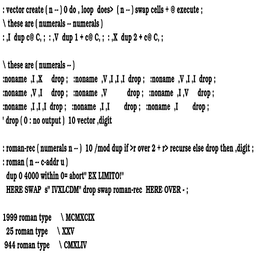 : vector create ( n -- ) 0 do , loop does> ( n -- ) swap cells + @ execute ;
\ these are ( numerals -- numerals )
: ,I dup c@ C, ; : ,V dup 1 + c@ C, ; : ,X dup 2 + c@ C, ;
\ these are ( numerals -- )
:noname ,I ,X drop ; :noname ,V ,I ,I ,I drop ; :noname ,V ,I ,I drop ;
:noname ,V ,I drop ; :noname ,V drop ; :noname ,I ,V drop ;
:noname ,I ,I ,I drop ; :noname ,I ,I drop ; :noname ,I drop ;
' drop ( 0 : no output ) 10 vector ,digit
: roman-rec ( numerals n -- ) 10 /mod dup if >r over 2 + r> recurse else drop then ,digit ;
: roman ( n -- c-addr u )
dup 0 4000 within 0= abort" EX LIMITO!"
HERE SWAP s" IVXLCDM" drop swap roman-rec HERE OVER - ;
1999 roman type \ MCMXCIX
25 roman type \ XXV
944 roman type \ CMXLIV